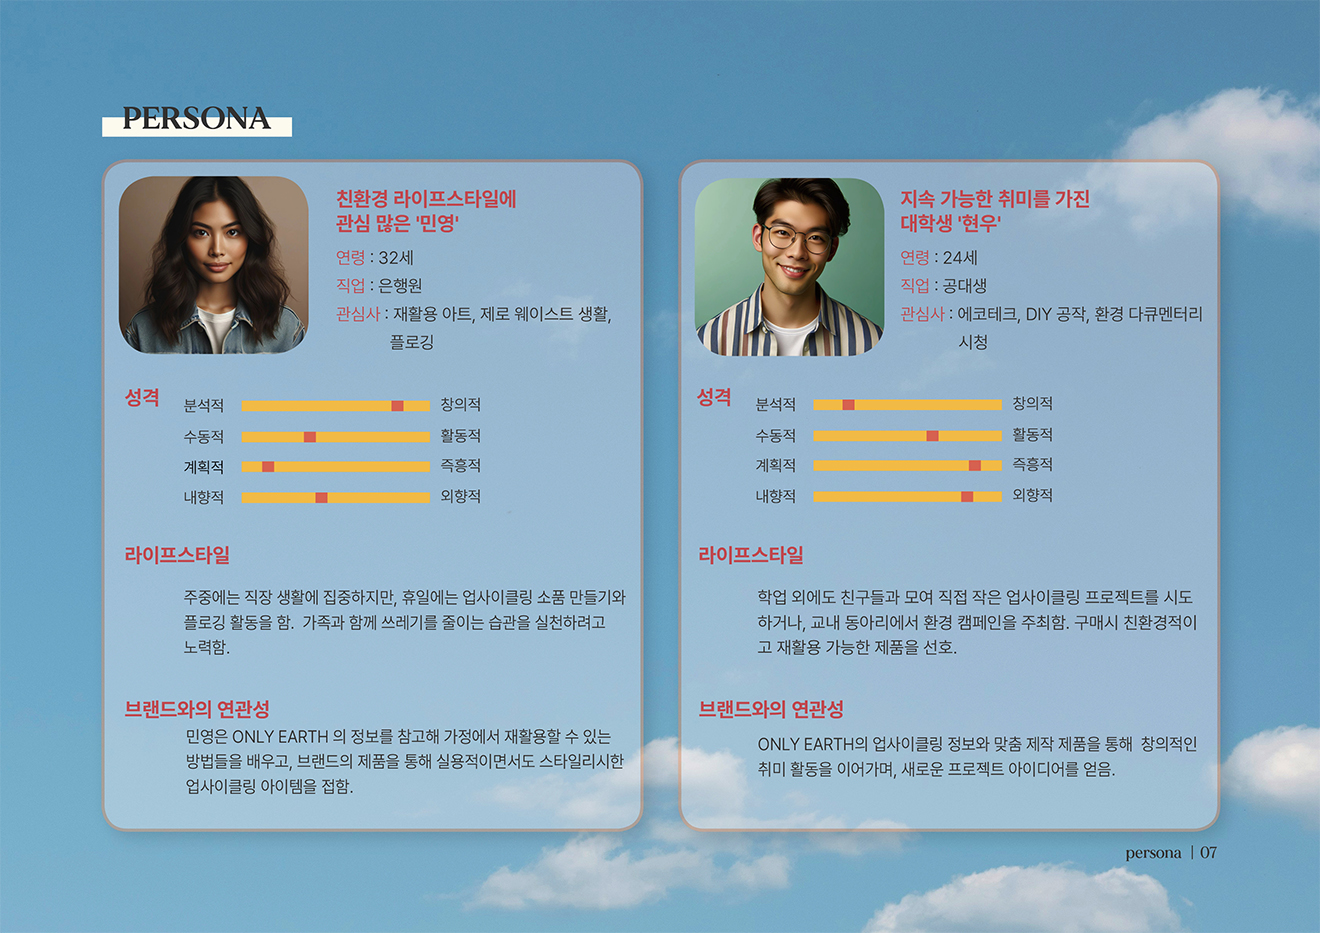 PERSONA
친환경 라이프스타일에
관심 많은 '민영'
연령 : 32세
직업 : 은행원
관심사 : 재활용 아트, 제로 웨이스트 생활,
플로깅
성격
분석적 창의적
수동적 활동적
계획적 즉흥적
내향적 외향적
라이프스타일
주중에는 직장 생활에 집중하지만, 휴일에는 업사이클링 소품 만들기와
플로깅 활동을 함. 가족과 함께 쓰레기를 줄이는 습관을 실천하려고
노력함.
브랜드와의 연관성
민영은 ONLY EARTH 의 정보를 참고해 가정에서 재활용할 수 있는
방법들을 배우고, 브랜드의 제품을 통해 실용적이면서도 스타일리시한
업사이클링 아이템을 접함.
지속 가능한 취미를 가진
대학생 '현우'
연령 : 24세
직업 : 공대생
관심사 : 에코테크, DIY 공작, 환경 다큐멘터리
시청
성격
분석적 창의적
수동적 활동적
계획적 즉흥적
내향적 외향적
라이프스타일
학업 외에도 친구들과 모여 직접 작은 업사이클링 프로젝트를 시도
하거나, 교내 동아리에서 환경 캠페인을 주최함. 구매시 친환경적이
고 재활용 가능한 제품을 선호.
브랜드와의 연관성
ONLY EARTH의 업사이클링 정보와 맞춤 제작 제품을 통해 창의적인
취미 활동을 이어가며, 새로운 프로젝트 아이디어를 얻음.
persona | 07